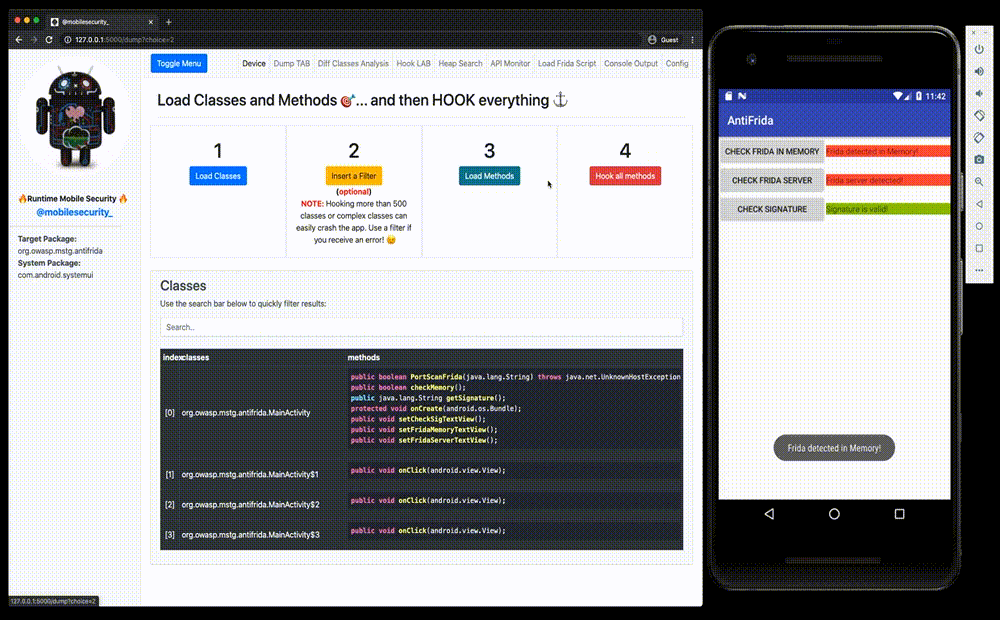 @mobilesecurity_
127.0.0.1:5000/dump?choice=2
Guest
Toggle Menu
Device
Dump TAB
Diff Classes Analysis
Hook LAB
Heap Search
API Monitor
Load Frida Script
Console Output
Config
🔥Runtime Mobile Security 🔥
@mobilesecurity_
Target Package:
org.owasp.mstg.antifrida
System Package:
com.android.systemui
Load Classes and Methods 🎯... and then HOOK everything ⚓
1
Load Classes
2
Insert a Filter
(optional)
NOTE: Hooking more than 500
classes or complex classes can
easily crash the app. Use a filter if
you receive an error! 😊
3
Load Methods
4
Hook all methods
Classes
Use the search bar below to quickly filter results:
Search..
index classes methods
[0] org.owasp.mstg.antifrida.MainActivity
public boolean PortScanFrida(java.lang.String) throws java.net.UnknownHostException
public boolean checkMemory();
public java.lang.String getSignature();
protected void onCreate(android.os.Bundle);
public void setCheckSigTextView();
public void setFridaMemoryTextView();
public void setFridaServerTextView();
[1] org.owasp.mstg.antifrida.MainActivity$1 public void onClick(android.view.View);
[2] org.owasp.mstg.antifrida.MainActivity$2 public void onClick(android.view.View);
[3] org.owasp.mstg.antifrida.MainActivity$3 public void onClick(android.view.View);
127.0.0.1:5000/dump?choice=2
11:42
AntiFrida
CHECK FRIDA IN MEMORY Frida detected in Memory!
CHECK FRIDA SERVER Frida server detected!
CHECK SIGNATURE Signature is valid!
Frida detected in Memory!